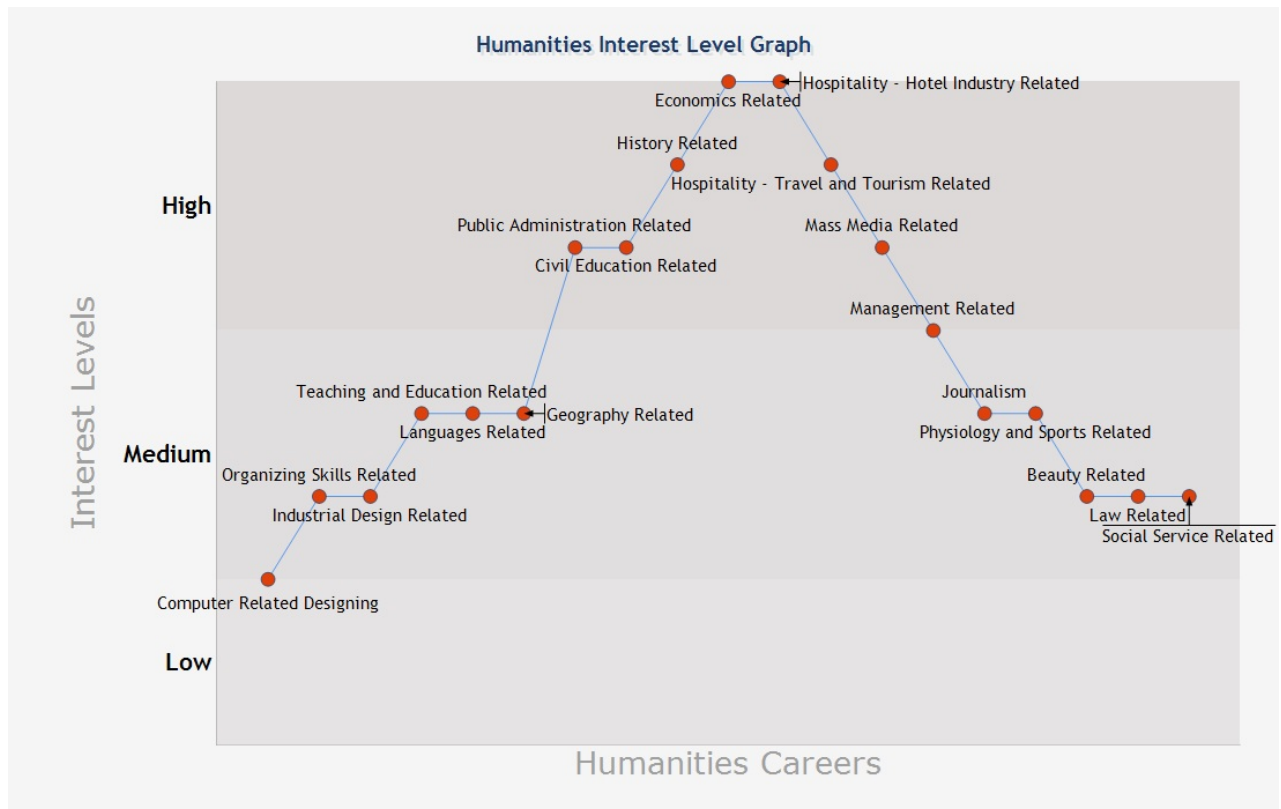 Humanities Interest Level Graph
Hospitality - Hotel Industry Related
Economics Related
History Related
Hospitality - Travel and Tourism Related
High
Public Administration Related
Mass Media Related
Civil Education Related
Interest Levels
Management Related
Teaching and Education Related
Journalism
Geography Related
Languages Related
Physiology and Sports Related
Medium
Organizing Skills Related
Beauty Related
Industrial Design Related
Law Related
Social Service Related
Computer Related Designing
Low
Humanities Careers